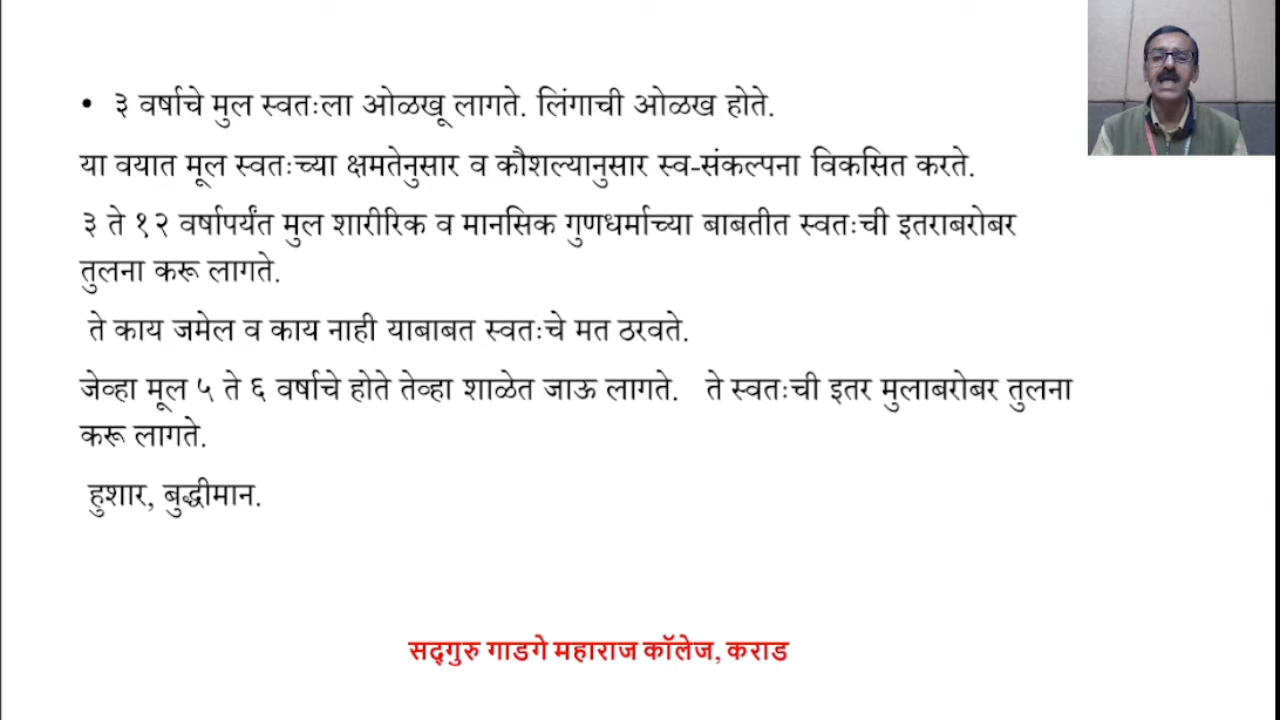 • ३ वर्षाचे मुल स्वतःला ओळखू लागते. लिंगाची ओळख होते.
या वयात मूल स्वतःच्या क्षमतेनुसार व कौशल्यानुसार स्व-संकल्पना विकसित करते.
३ ते १२ वर्षापर्यंत मुल शारीरिक व मानसिक गुणधर्माच्या बाबतीत स्वतःची इतराबरोबर
तुलना करू लागते.
ते काय जमेल व काय नाही याबाबत स्वतःचे मत ठरवते.
जेव्हा मूल ५ ते ६ वर्षाचे होते तेव्हा शाळेत जाऊ लागते. ते स्वतःची इतर मुलाबरोबर तुलना
करू लागते.
हुशार, बुद्धीमान.
सद्गुरु गाडगे महाराज कॉलेज, कराड